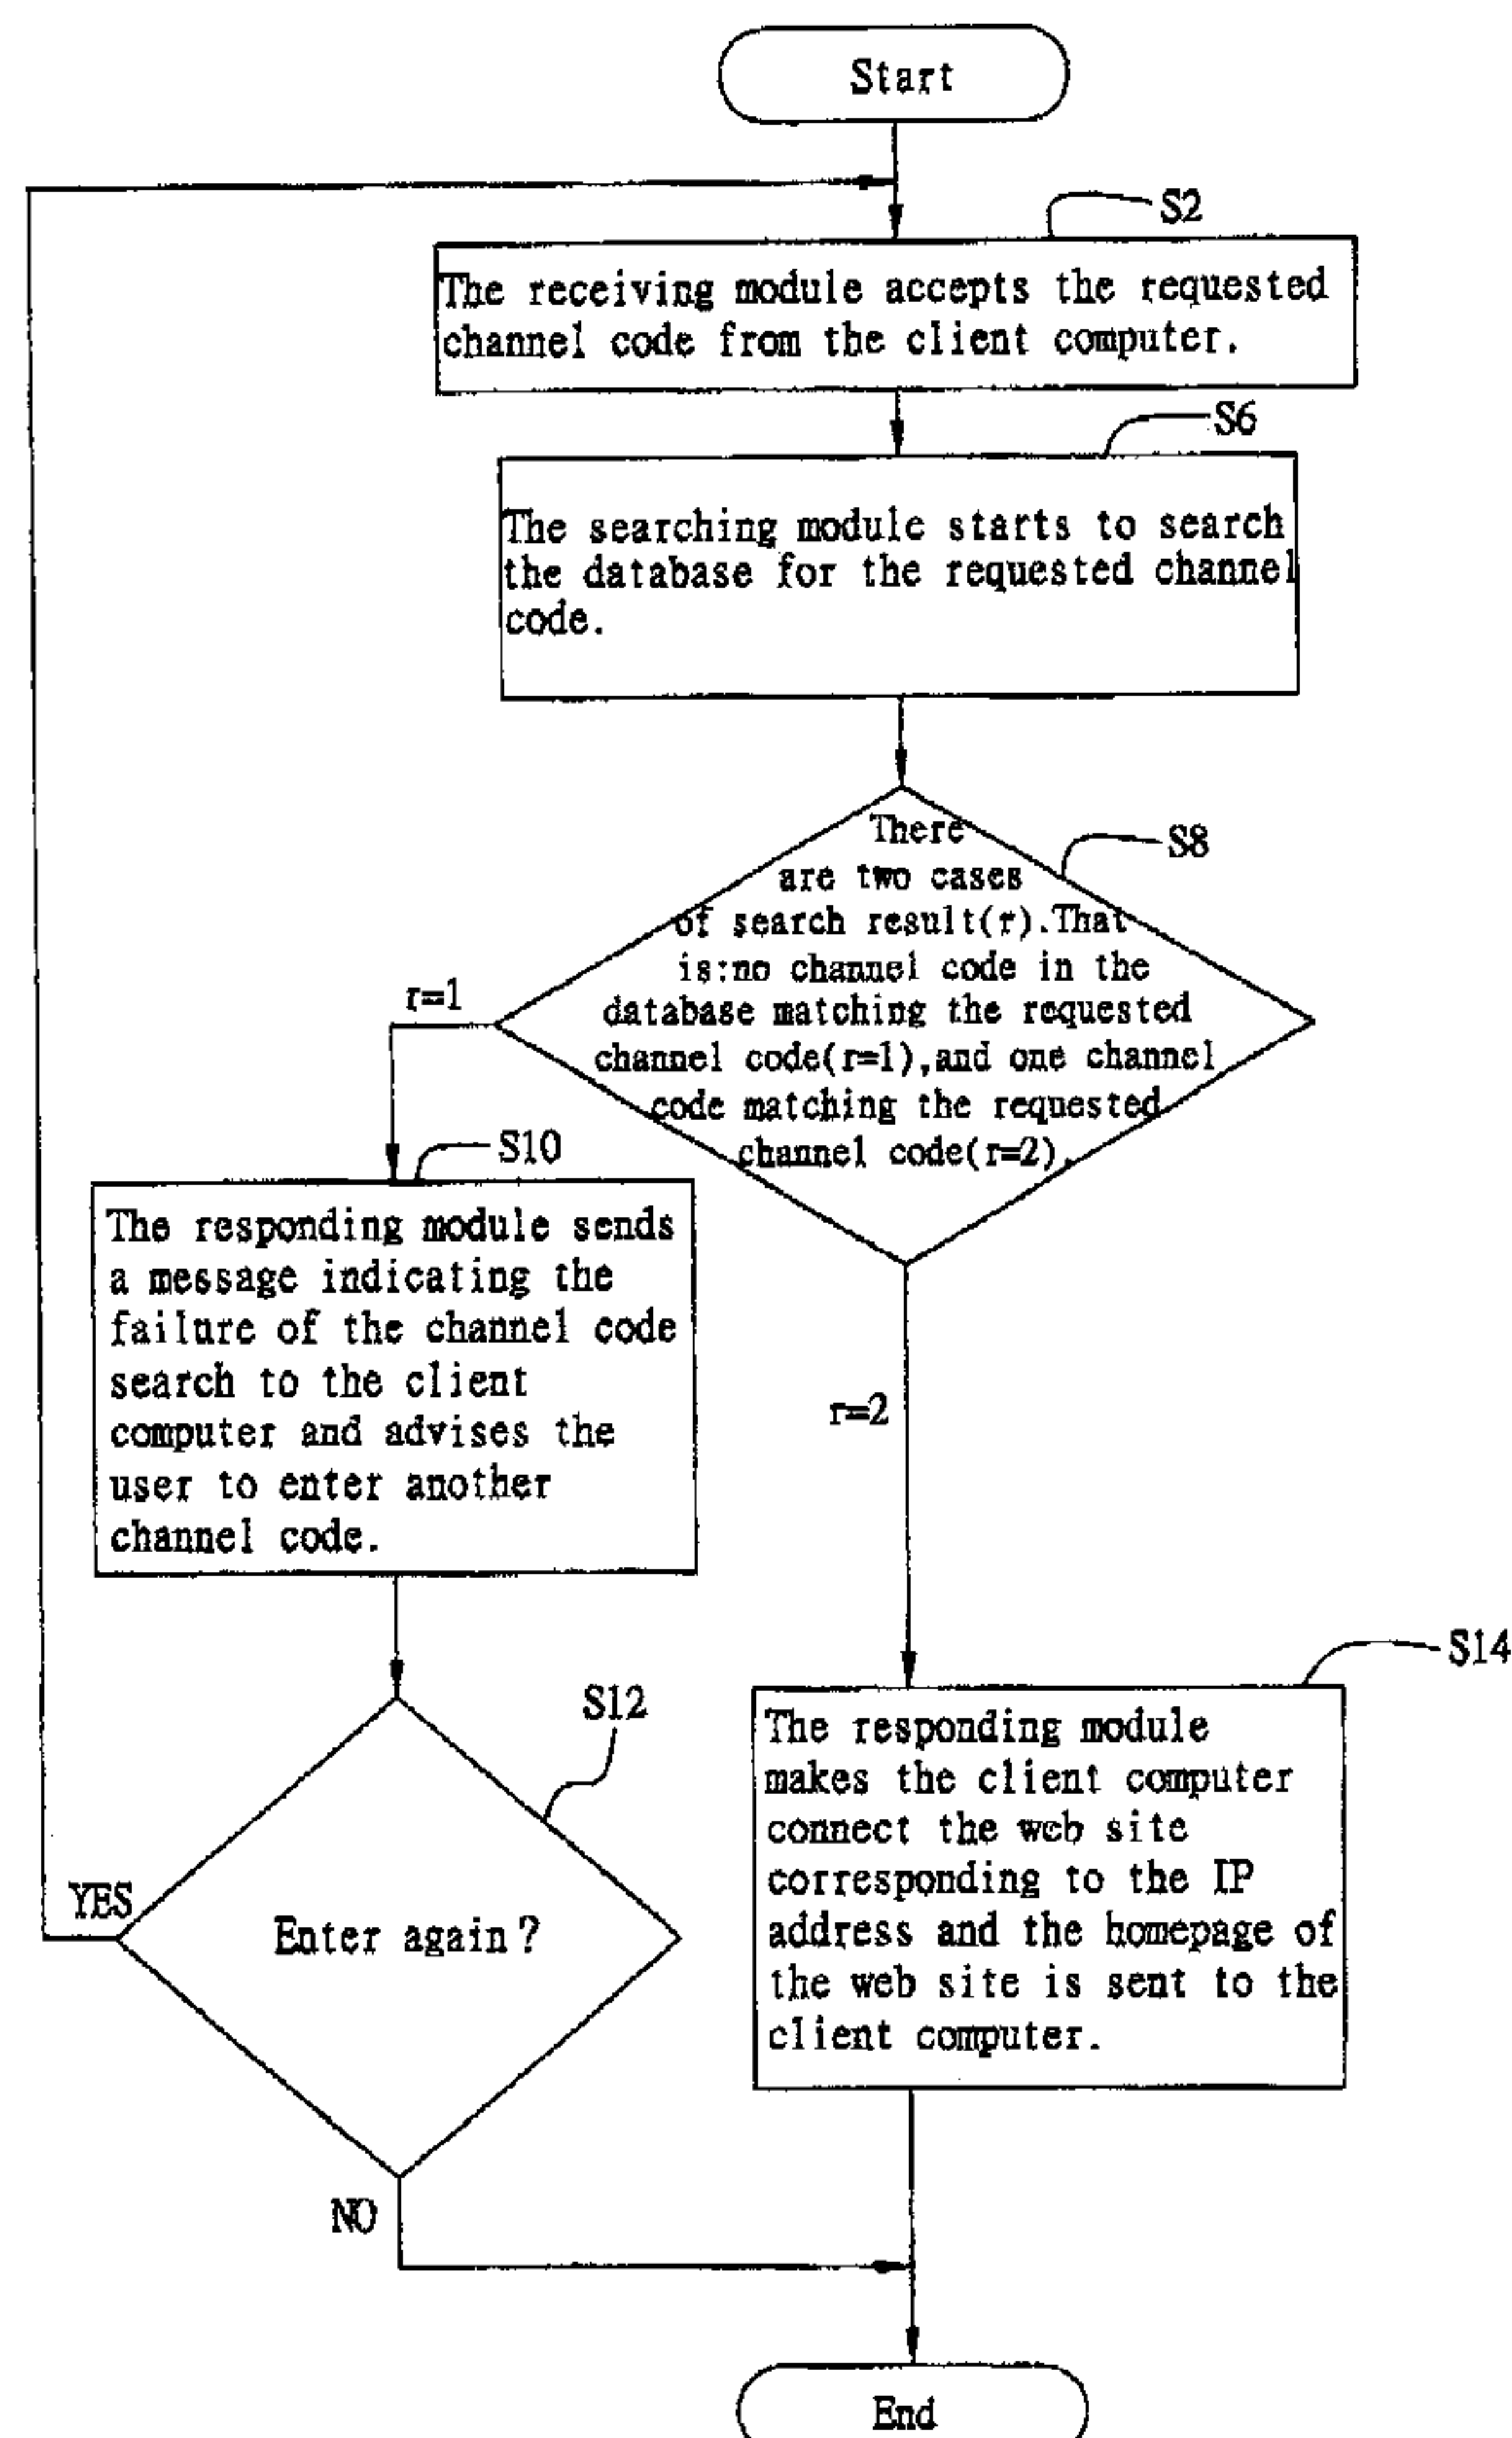 Start
S2
The receiving module accepts the requested
channel code from the client computer.
S6
The searching module starts to search
the database for the requested channel
code.
S8
There
are two cases
of search result(r).That
is:no channel code in the
database matching the requested
channel code(r=1),and one channel
code matching the requested
channel code(r=2).
r=1
S10
The responding module sends
a message indicating the
failure of the channel code
search to the client
computer and advises the
user to enter another
channel code.
r=2
S12
Enter again?
YES
NO
S14
The responding module
makes the client computer
connect the web site
corresponding to the IP
address and the homepage of
the web site is sent to the
client computer.
End